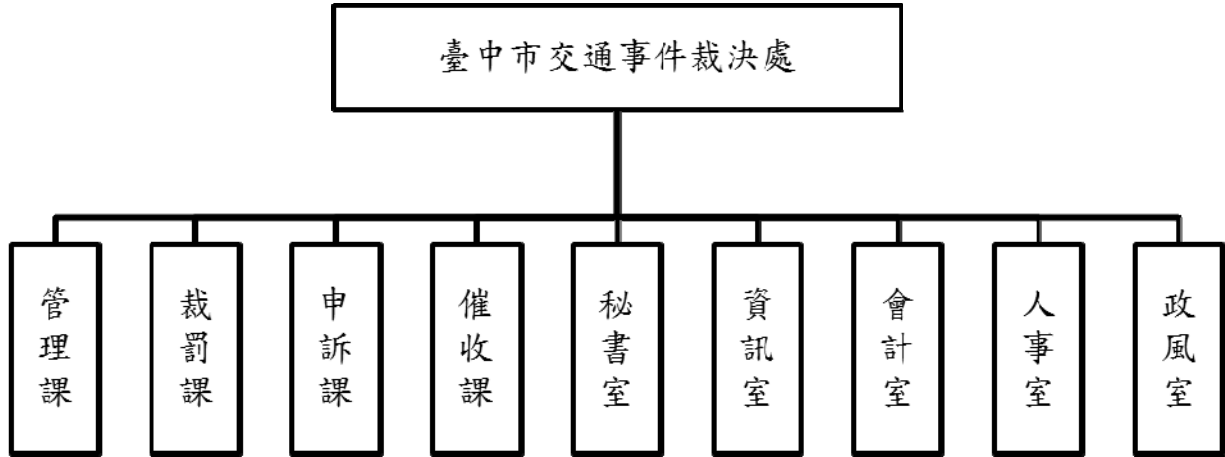 臺中市交通事件裁決處
管理課
裁罰課
申訴課
催收課
秘書室
資訊室
會計室
人事室
政風室